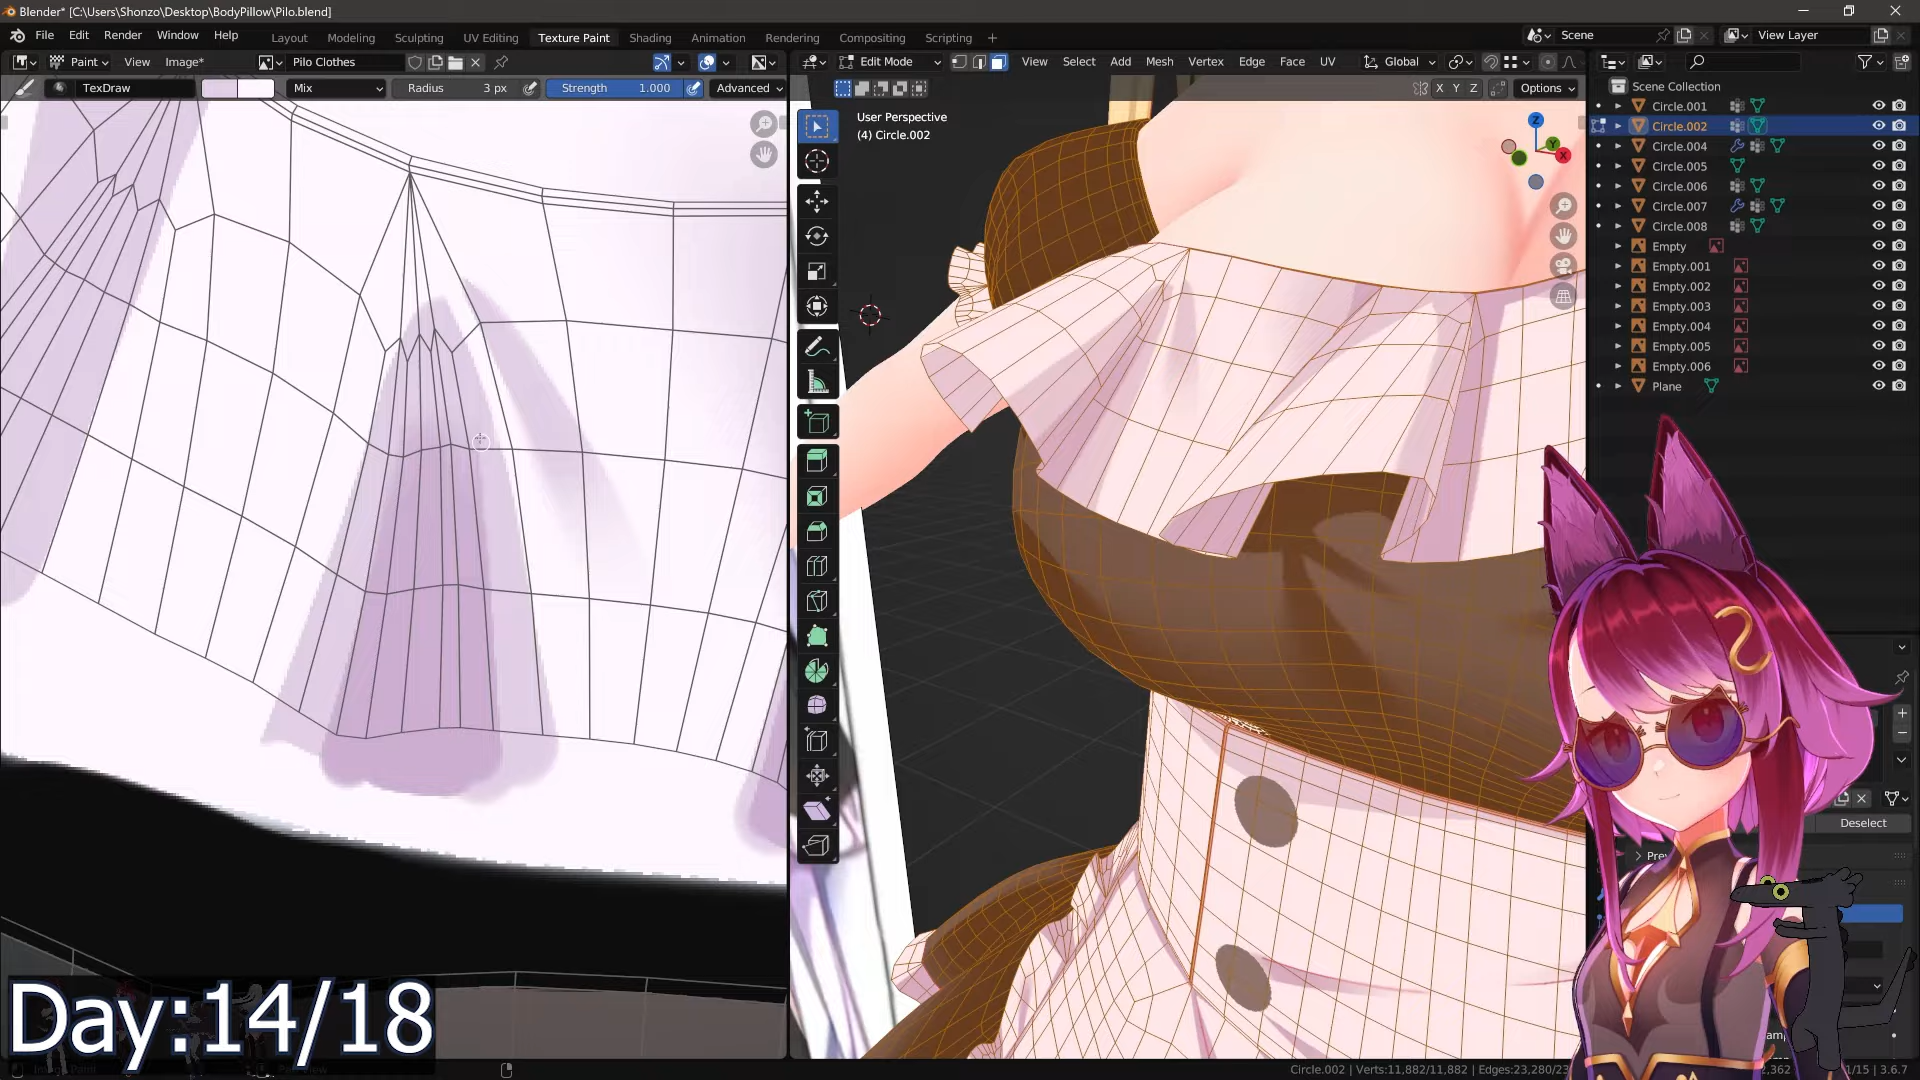 Blender* [C:\Users\Shonzo\Desktop\BodyPillow\Pilo.blend]
File Edit Render Window Help Layout Modeling Sculpting UV Editing Texture Paint Shading Animation Rendering Compositing Scripting + Scene View Layer
Paint View Image* Pilo Clothes Edit Mode View Select Add Mesh Vertex Edge Face UV Global
TexDraw Mix Radius 3 px Strength 1.000 Advanced X Y Z Options
Scene Collection
Circle.001
Circle.002
Circle.004
Circle.005
Circle.006
Circle.007
Circle.008
Empty
Empty.001
Empty.002
Empty.003
Empty.004
Empty.005
Empty.006
Plane
User Perspective
(4) Circle.002
Z
Y
X
Deselect
Day:14/18
Circle.002 | Verts:11,882/11,882 | Edges:23,280/23
1/15 | 3.6.7